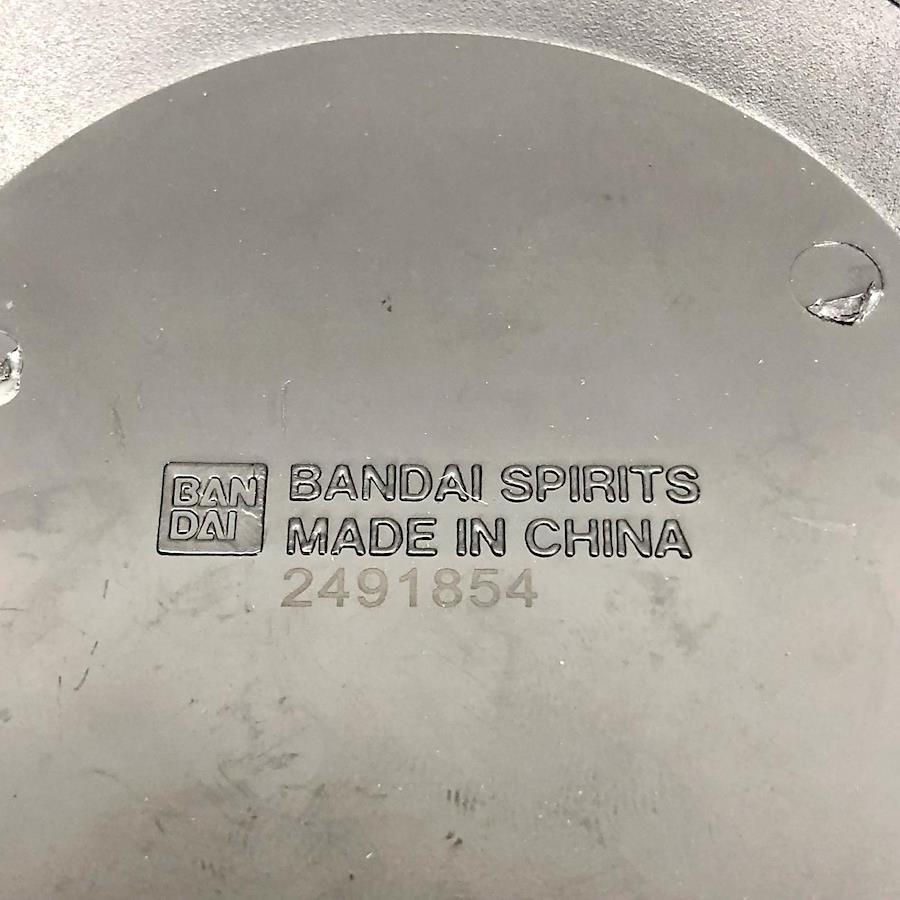 BAN
DAI
BANDAI SPIRITS
MADE IN CHINA
2491854